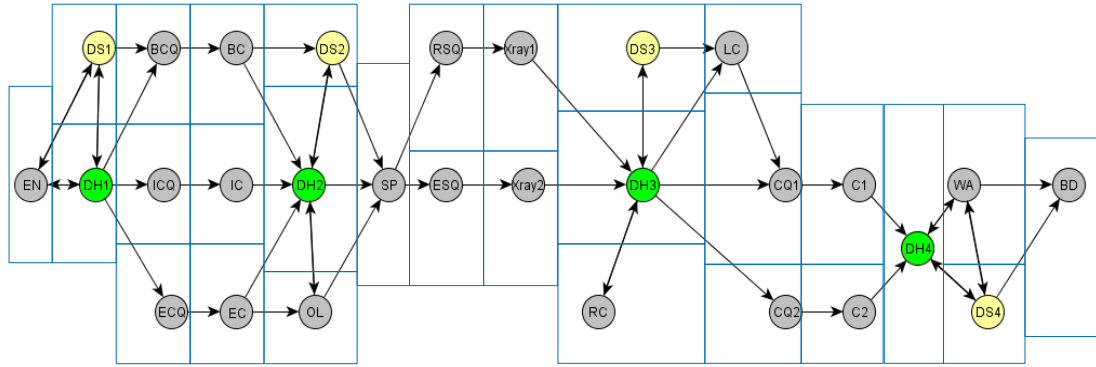 DS1 BCQ BC DS2 RSQ Xray1 DS3 LC
EN DH1 ICQ IC DH2 SP ESQ Xray2 DH3 CQ1 C1 WA BD
DH4
ECQ EC OL RC CQ2 C2 DS4